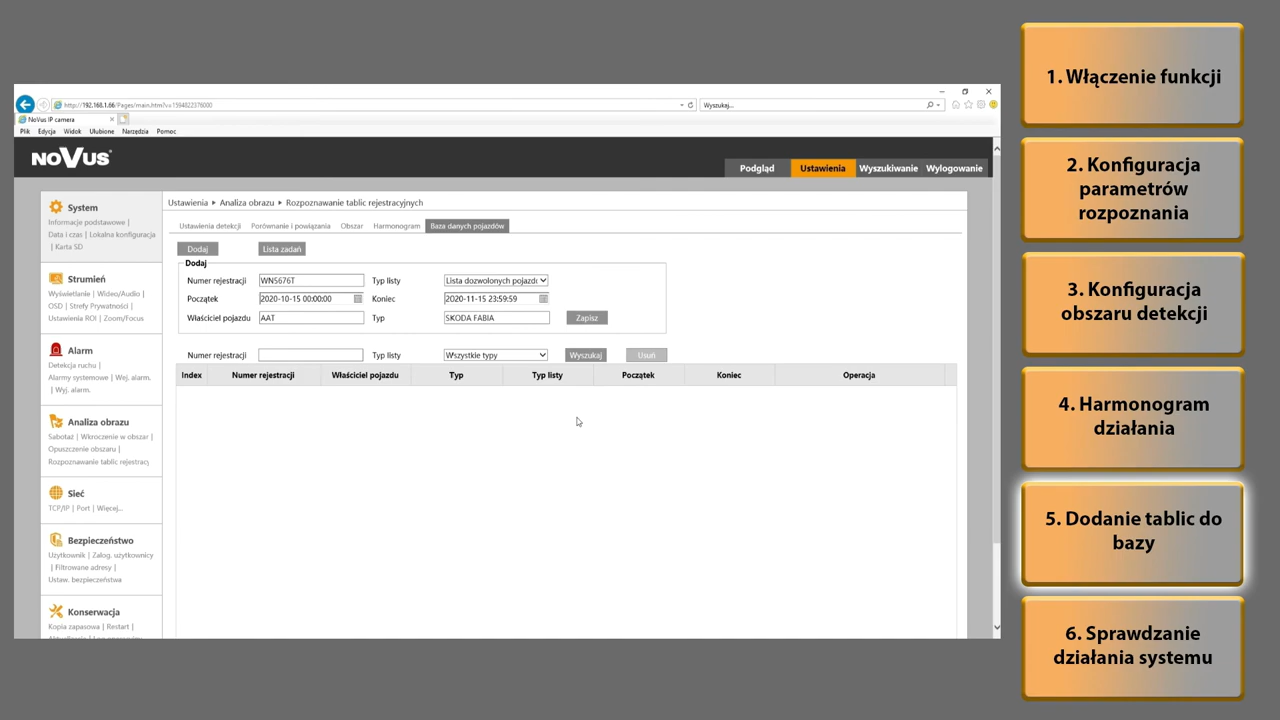 http://192.168.1.66/Pages/main.htm?v=1594822376000
Wyszukaj...
NoVus IP camera
Plik Edycja Widok Ulubione Narzędzia Pomoc
NOVUS®
Podgląd Ustawienia Wyszukiwanie Wylogowanie
System
Informacje podstawowe |
Data i czas | Lokalna konfiguracja
| Karta SD
Strumień
Wyświetlanie | Wideo/Audio |
OSD | Strefy Prywatności |
Ustawienia ROI | Zoom/Focus
Alarm
Detekcja ruchu |
Alarmy systemowe | Wej. alarm.
| Wyj. alarm.
Analiza obrazu
Sabotaż | Wkroczenie w obszar |
Opuszczenie obszaru |
Rozpoznawanie tablic rejestrac
Sieć
TCP/IP | Port | Więcej...
Bezpieczeństwo
Użytkownik | Zalog. użytkownicy
| Filtrowane adresy |
Ustaw. bezpieczeństwa
Konserwacja
Kopia zapasowa | Restart |
Ustawienia ▸ Analiza obrazu ▸ Rozpoznawanie tablic rejestracyjnych
Ustawienia detekcji Porównanie i powiązania Obszar Harmonogram Baza danych pojazdów
Dodaj Lista zadań
Dodaj
Numer rejestracji WN5676T Typ listy Lista dozwolonych pojazdó
Początek 2020-10-15 00:00:00 Koniec 2020-11-15 23:59:59
Właściciel pojazdu AAT Typ SKODA FABIA Zapisz
Numer rejestracji Typ listy Wszystkie typy Wyszukaj Usuń
Index Numer rejestracji Właściciel pojazdu Typ Typ listy Początek Koniec Operacja
1. Włączenie funkcji
2. Konfiguracja
parametrów
rozpoznania
3. Konfiguracja
obszaru detekcji
4. Harmonogram
działania
5. Dodanie tablic do
bazy
6. Sprawdzanie
działania systemu